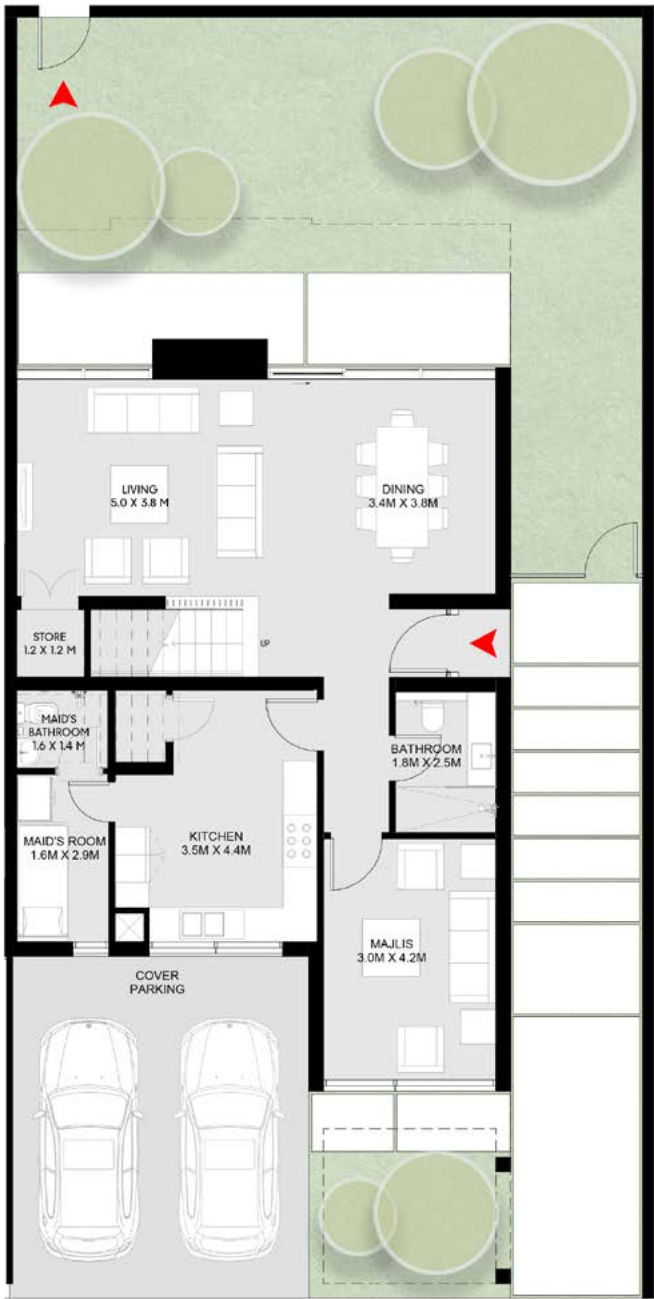 LIVING
5.0 X 3.8 M
DINING
3.4M X 3.8M
STORE
1.2 X 1.2 M
MAID'S
BATHROOM
1.6 X 1.4 M
BATHROOM
1.8M X 2.5M
MAID'S ROOM
1.6M X 2.9M
KITCHEN
3.5M X 4.4M
MAJLIS
3.0M X 4.2M
COVER
PARKING